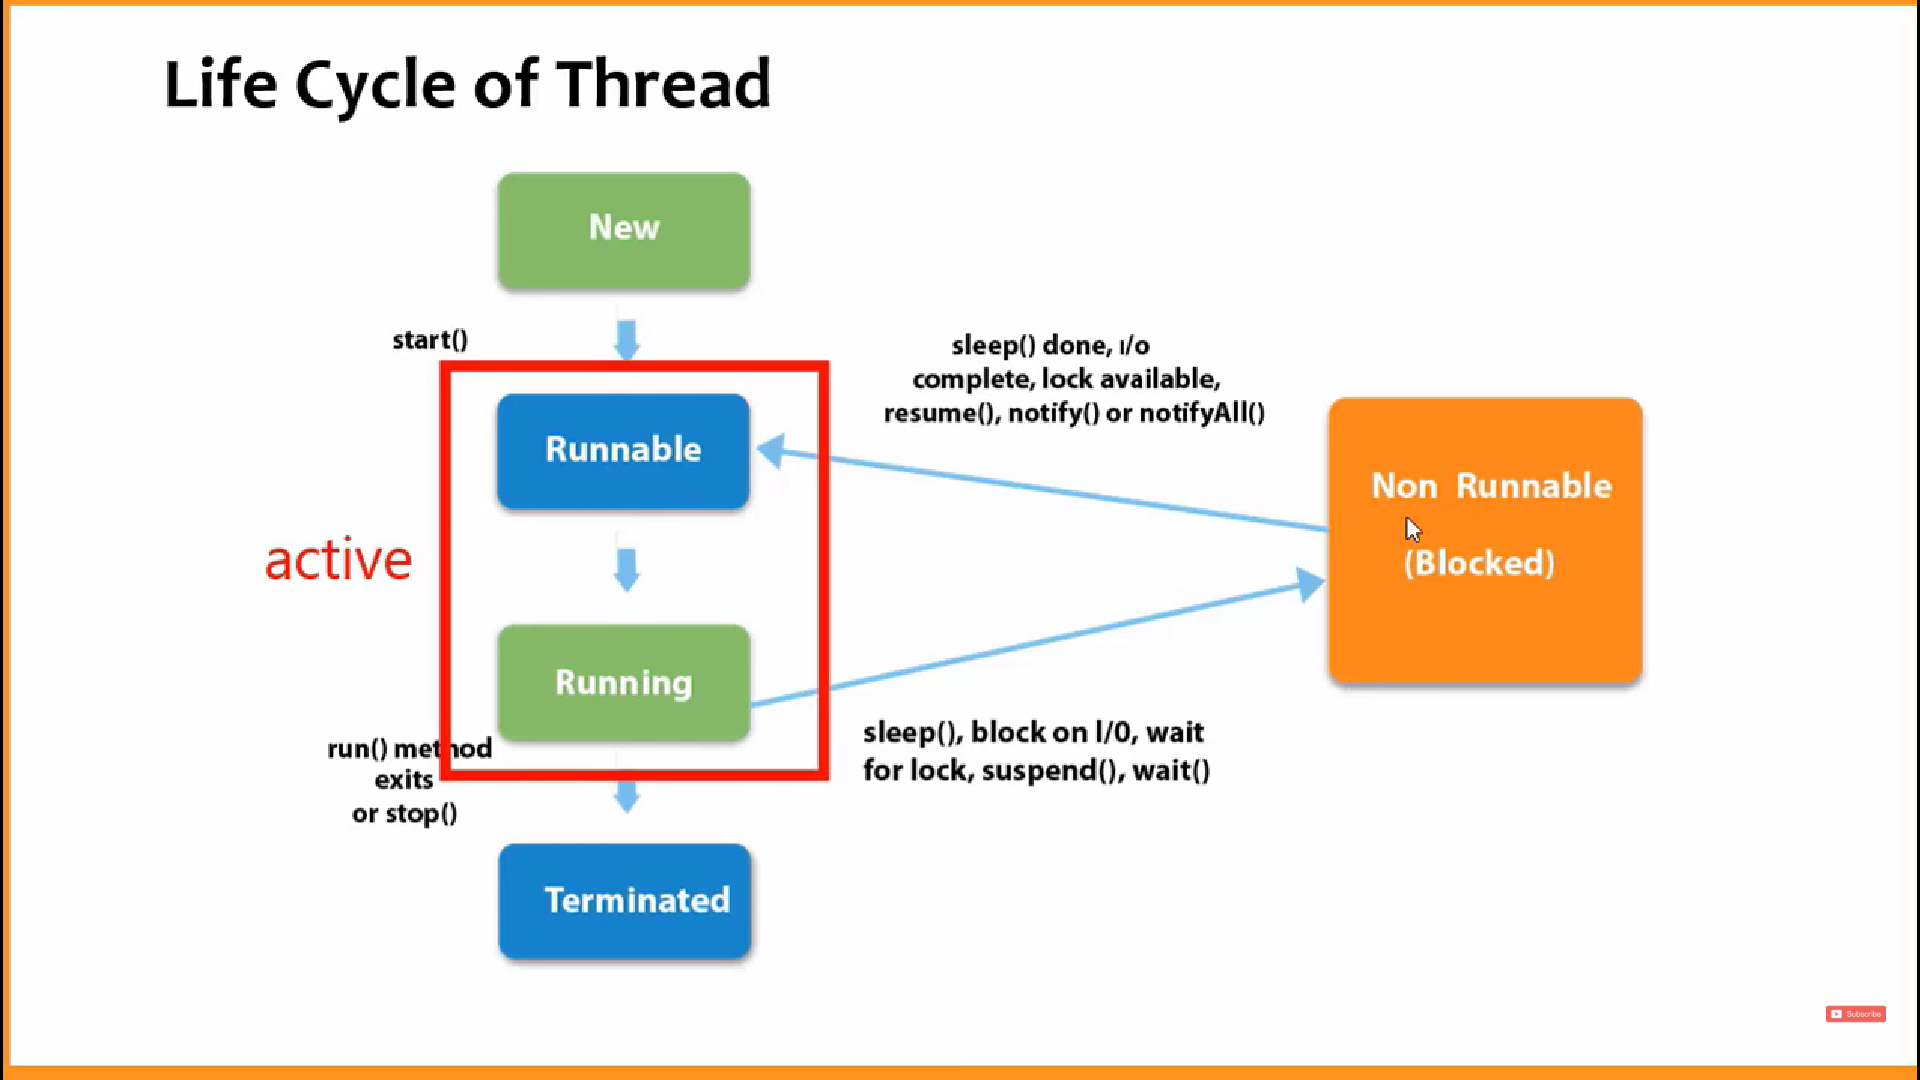 Life Cycle of Thread
New
start()
sleep() done, I/o
complete, lock available,
resume(), notify() or notifyAll()
Runnable
Non Runnable
(Blocked)
active
Running
sleep(), block on I/0, wait
for lock, suspend(), wait()
run() method
exits
or stop()
Terminated
Subscribe